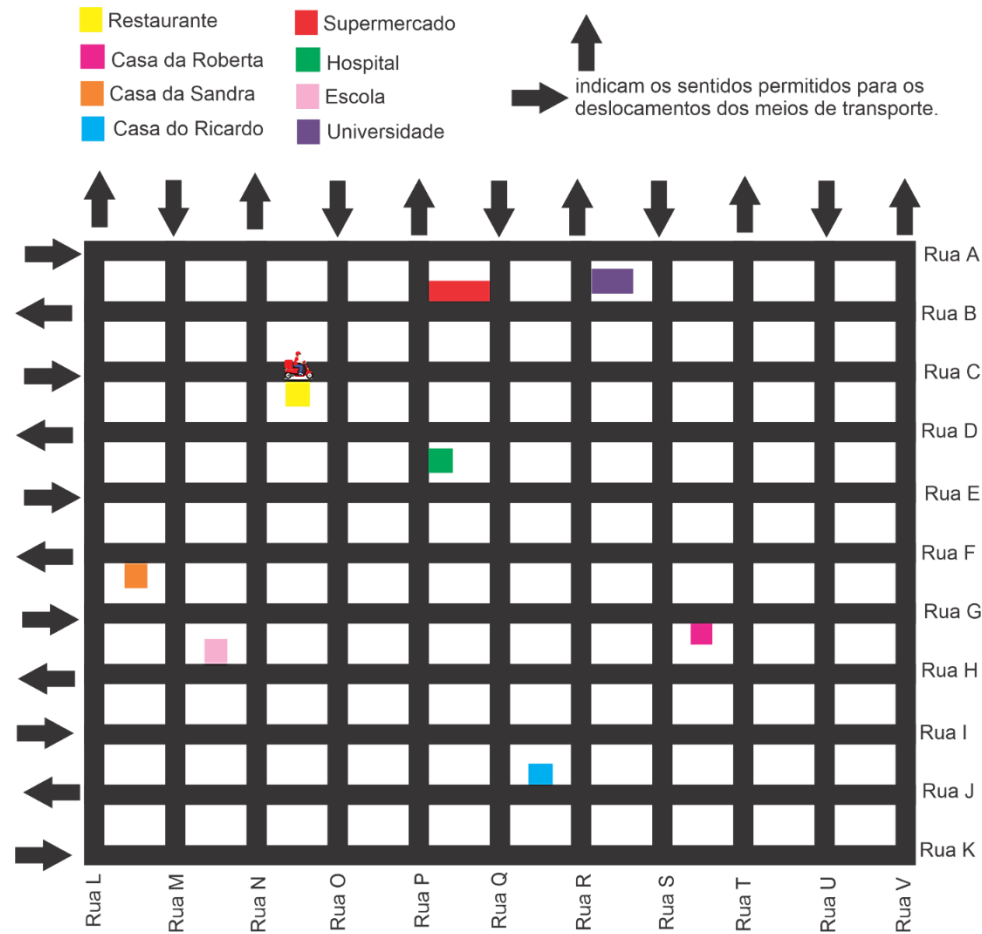 Restaurante
Supermercado
Casa da Roberta
Hospital
Casa da Sandra
Escola
Casa do Ricardo
Universidade
indicam os sentidos permitidos para os
deslocamentos dos meios de transporte.
Rua A
Rua B
Rua C
Rua D
Rua E
Rua F
Rua G
Rua H
Rua I
Rua J
Rua K
Rua L
Rua M
Rua N
Rua O
Rua P
Rua Q
Rua R
Rua S
Rua T
Rua U
Rua V